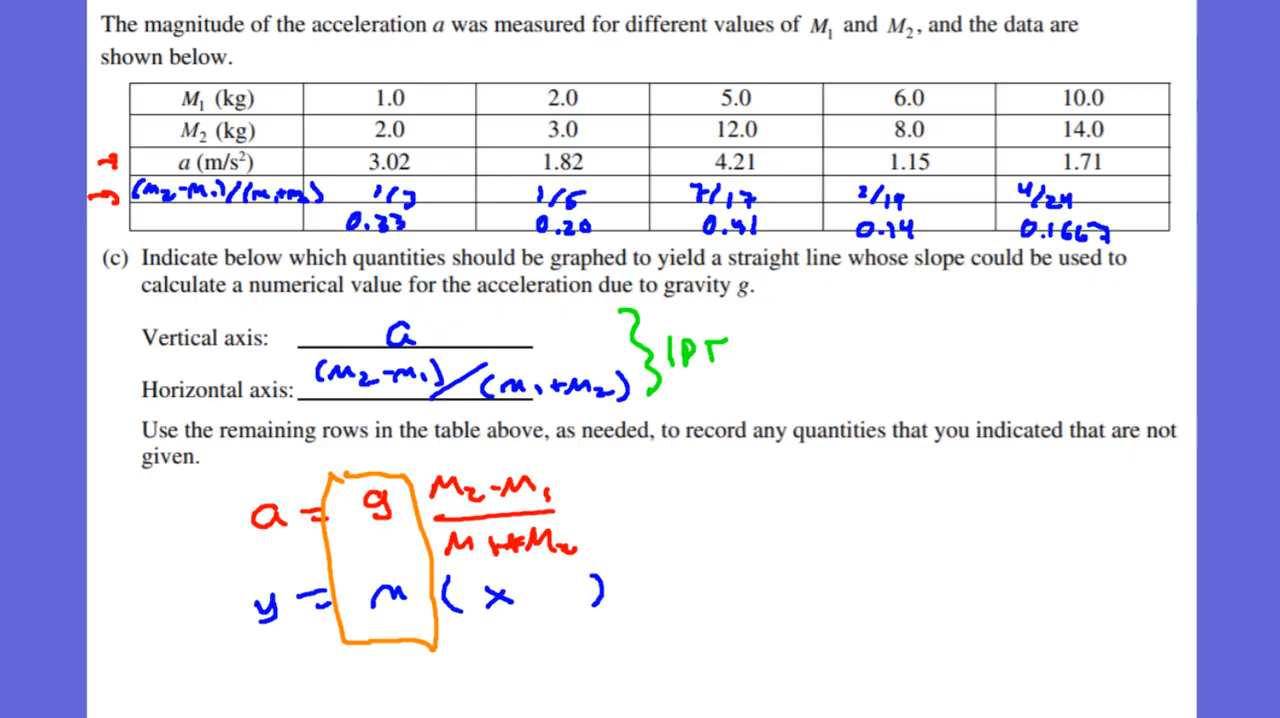 The magnitude of the acceleration a was measured for different values of M₁ and M₂, and the data are
shown below.
M₁ (kg) 1.0 2.0 5.0 6.0 10.0
M₂ (kg) 2.0 3.0 12.0 8.0 14.0
a (m/s²) 3.02 1.82 4.21 1.15 1.71
(M₂-M₁)/(M₁+M₂) 1/3 1/5 7/17 2/14 4/24
0.33 0.20 0.41 0.14 0.1667
(c) Indicate below which quantities should be graphed to yield a straight line whose slope could be used to
calculate a numerical value for the acceleration due to gravity g.
Vertical axis: a
Horizontal axis: (M₂-M₁)/(M₁+M₂)
1PT
Use the remaining rows in the table above, as needed, to record any quantities that you indicated that are not
given.
a = g M₂-M₁
M₁+M₂
y = m (x )